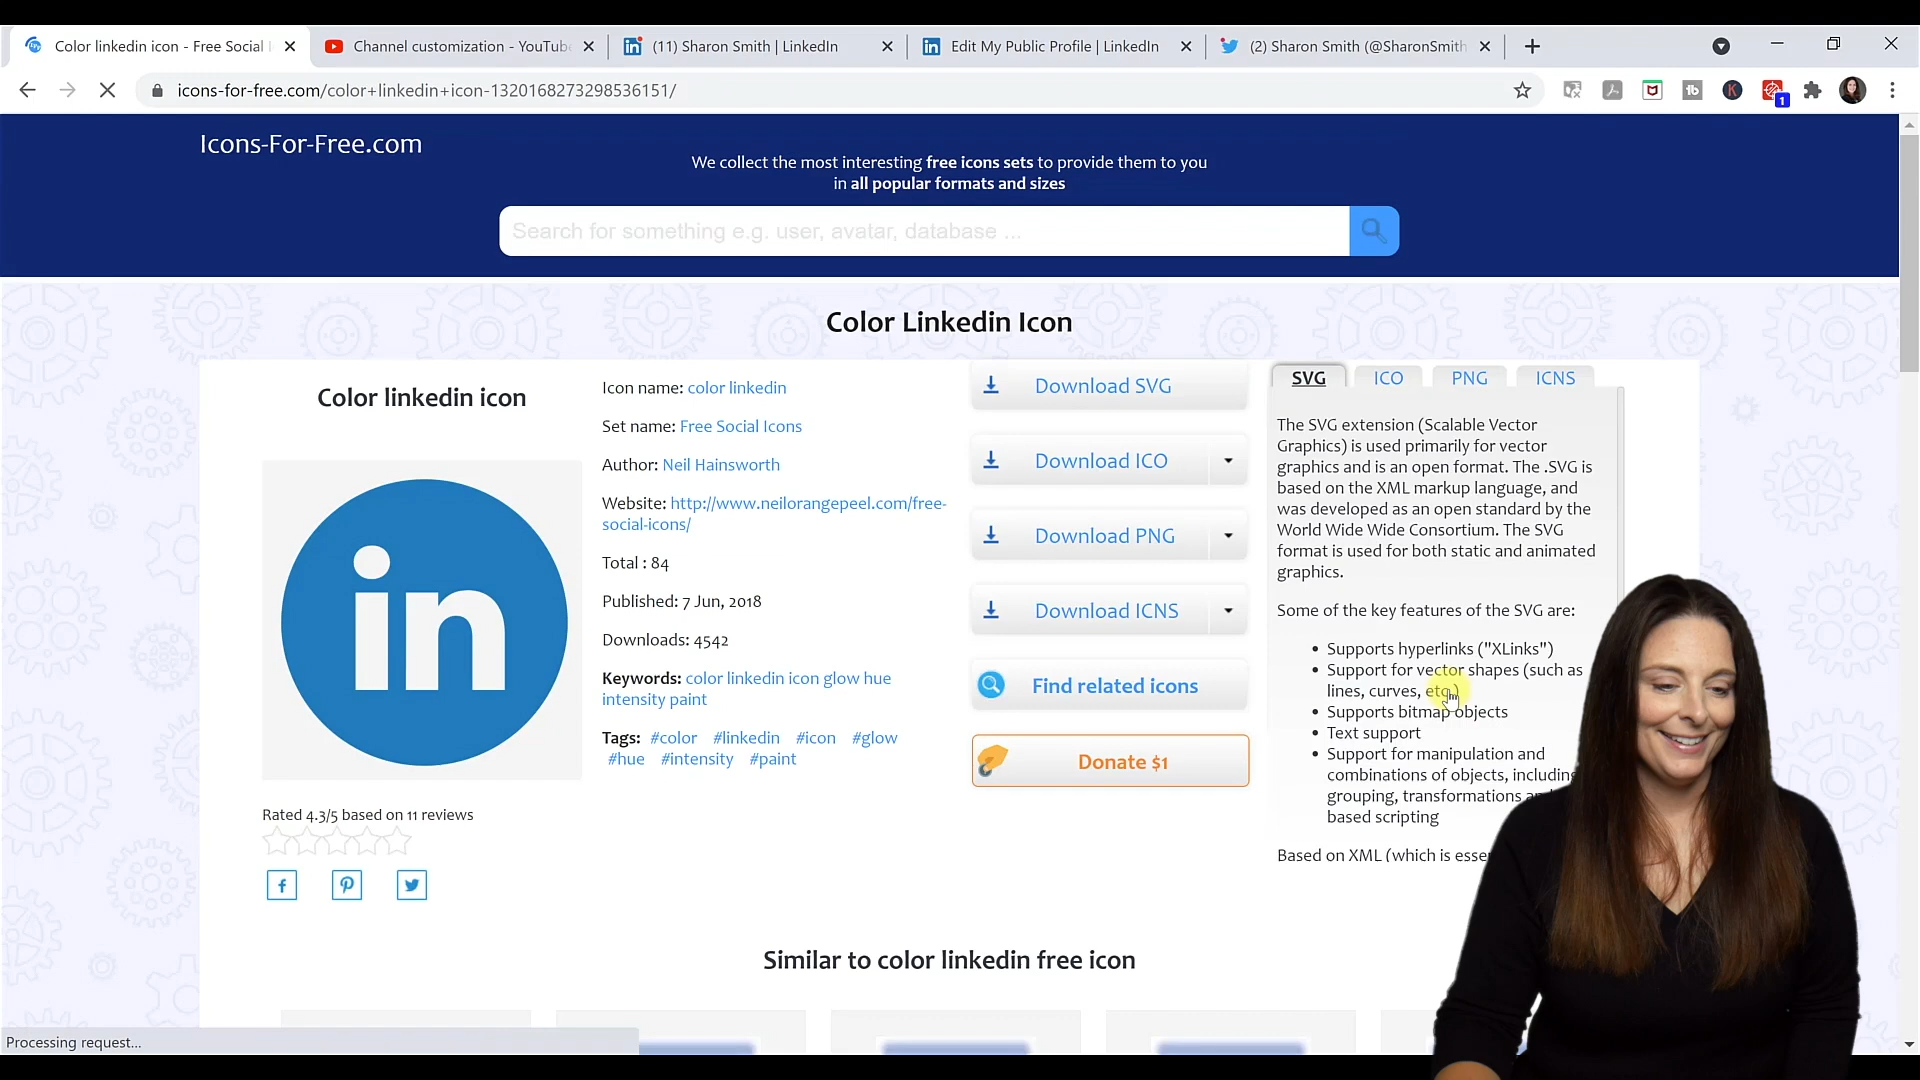 Color linkedin icon - Free Social I
Channel customization - YouTube
(11) Sharon Smith | LinkedIn
Edit My Public Profile | LinkedIn
(2) Sharon Smith (@SharonSmith
icons-for-free.com/color+linkedin+icon-1320168273298536151/
1
Icons-For-Free.com
We collect the most interesting free icons sets to provide them to you
in all popular formats and sizes
Search for something e.g. user, avatar, database ...
Color Linkedin Icon
Color linkedin icon
in
Rated 4.3/5 based on 11 reviews
Icon name: color linkedin
Set name: Free Social Icons
Author: Neil Hainsworth
Website: http://www.neilorangepeel.com/free-
social-icons/
Total : 84
Published: 7 Jun, 2018
Downloads: 4542
Keywords: color linkedin icon glow hue
intensity paint
Tags: #color #linkedin #icon #glow
#hue #intensity #paint
Download SVG
Download ICO
Download PNG
Download ICNS
Find related icons
Donate $1
SVG ICO PNG ICNS
The SVG extension (Scalable Vector
Graphics) is used primarily for vector
graphics and is an open format. The .SVG is
based on the XML markup language, and
was developed as an open standard by the
World Wide Wide Consortium. The SVG
format is used for both static and animated
graphics.
Some of the key features of the SVG are:
Supports hyperlinks ("XLinks")
Support for vector shapes (such as
lines, curves, etc.)
Supports bitmap objects
Text support
Support for manipulation and
combinations of objects, including
grouping, transformations
based scripting
Based on XML (which is
Similar to color linkedin free icon
Processing request...